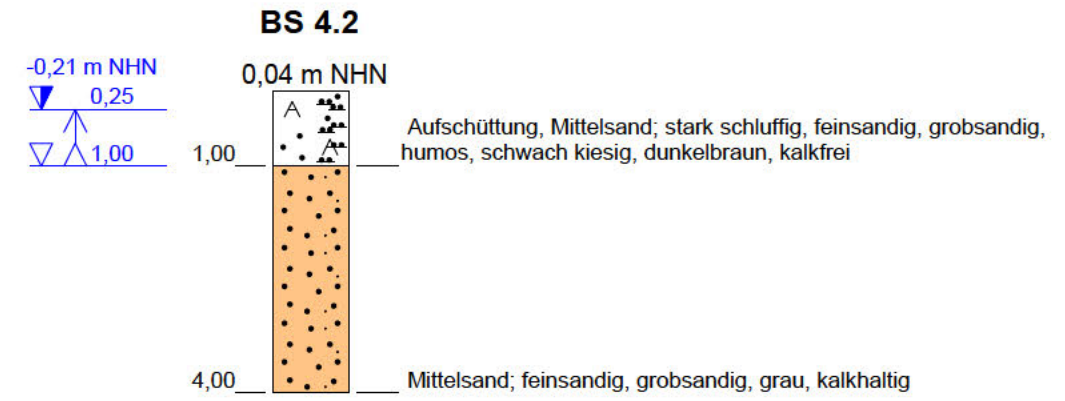 BS 4.2
-0,21 m NHN
0,04 m NHN
0,25
A
Aufschüttung, Mittelsand; stark schluffig, feinsandig, grobsandig,
1,00
1,00
A
humos, schwach kiesig, dunkelbraun, kalkfrei
4,00
Mittelsand; feinsandig, grobsandig, grau, kalkhaltig